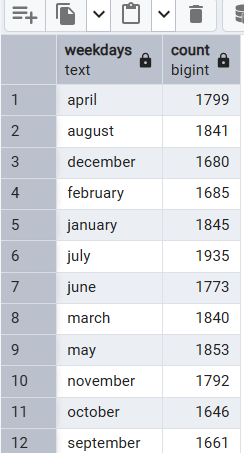 weekdays count
text bigint
1 april 1799
2 august 1841
3 december 1680
4 february 1685
5 january 1845
6 july 1935
7 june 1773
8 march 1840
9 may 1853
10 november 1792
11 october 1646
12 september 1661